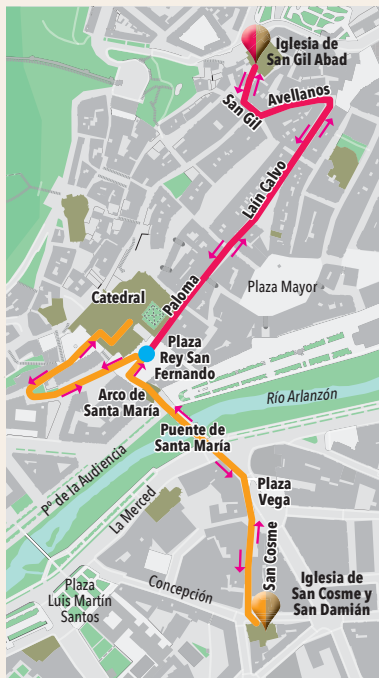 Iglesia de
San Gil Abad
San Gil
Avellanos
Laín Calvo
Plaza Mayor
Catedral
Paloma
Plaza
Rey San
Fernando
Arco de
Santa María
Río Arlanzón
Puente de
Santa María
Pº de la Audiencia
La Merced
Plaza
Vega
San Cosme
Concepción
Plaza
Luis Martín
Santos
Iglesia de
San Cosme y
San Damián